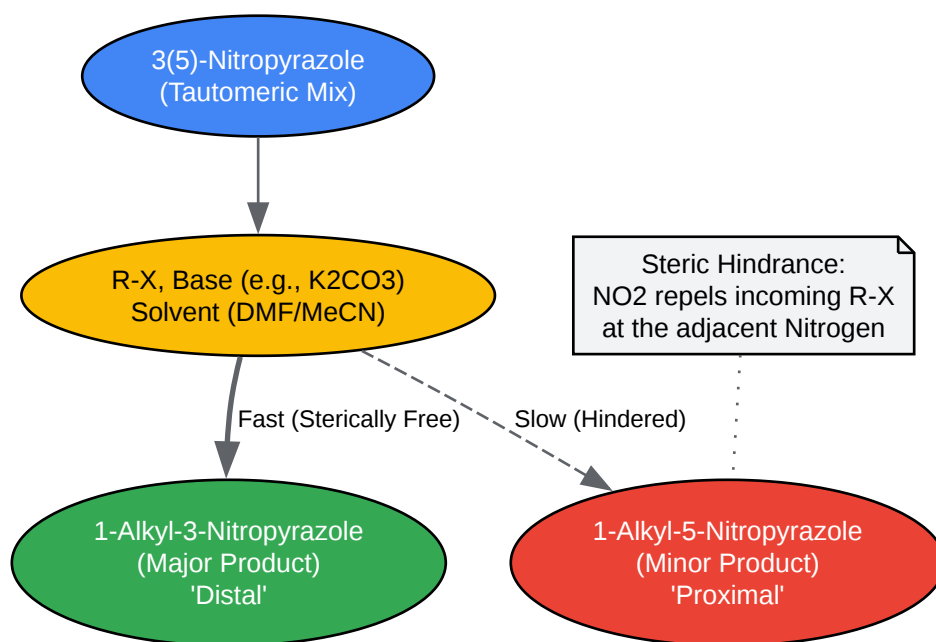 3(5)-Nitropyrazole
(Tautomeric Mix)
R-X, Base (e.g., K2CO3)
Solvent (DMF/MeCN)
Steric Hindrance:
NO2 repels incoming R-X
at the adjacent Nitrogen
Fast (Sterically Free)
Slow (Hindered)
1-Alkyl-3-Nitropyrazole
(Major Product)
'Distal'
1-Alkyl-5-Nitropyrazole
(Minor Product)
'Proximal'